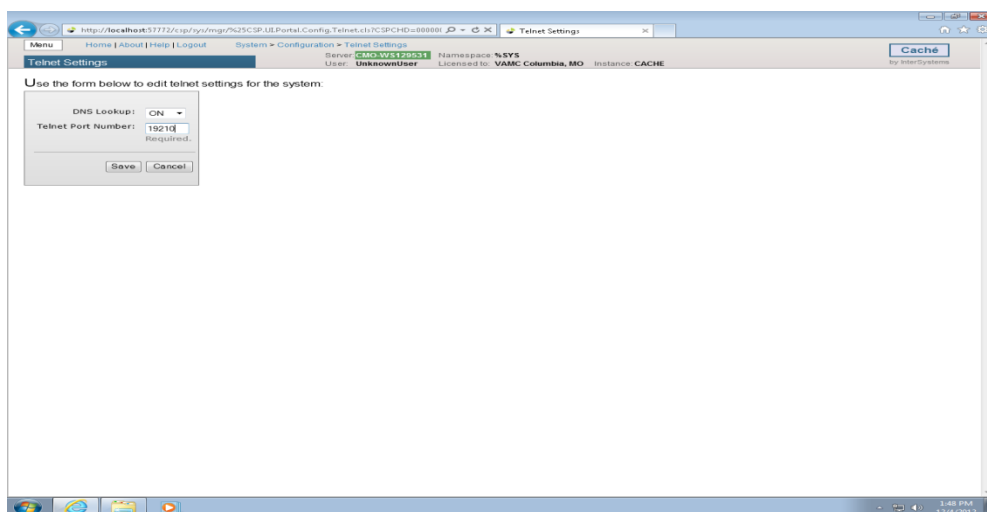 http://localhost:57772/csp/sys/mgr/%25CSP.UI.Portal.Config.Telnet.cls?CSPCHD=00000(
Telnet Settings
Menu
Home | About | Help | Logout
System > Configuration > Telnet Settings
Server: CMO-WS129531 Namespace: %SYS
User: UnknownUser Licensed to: VAMC Columbia, MO Instance: CACHE
Caché
by InterSystems
Telnet Settings
Use the form below to edit telnet settings for the system:
DNS Lookup: ON
Telnet Port Number: 19210
Required.
Save Cancel
1:48 PM